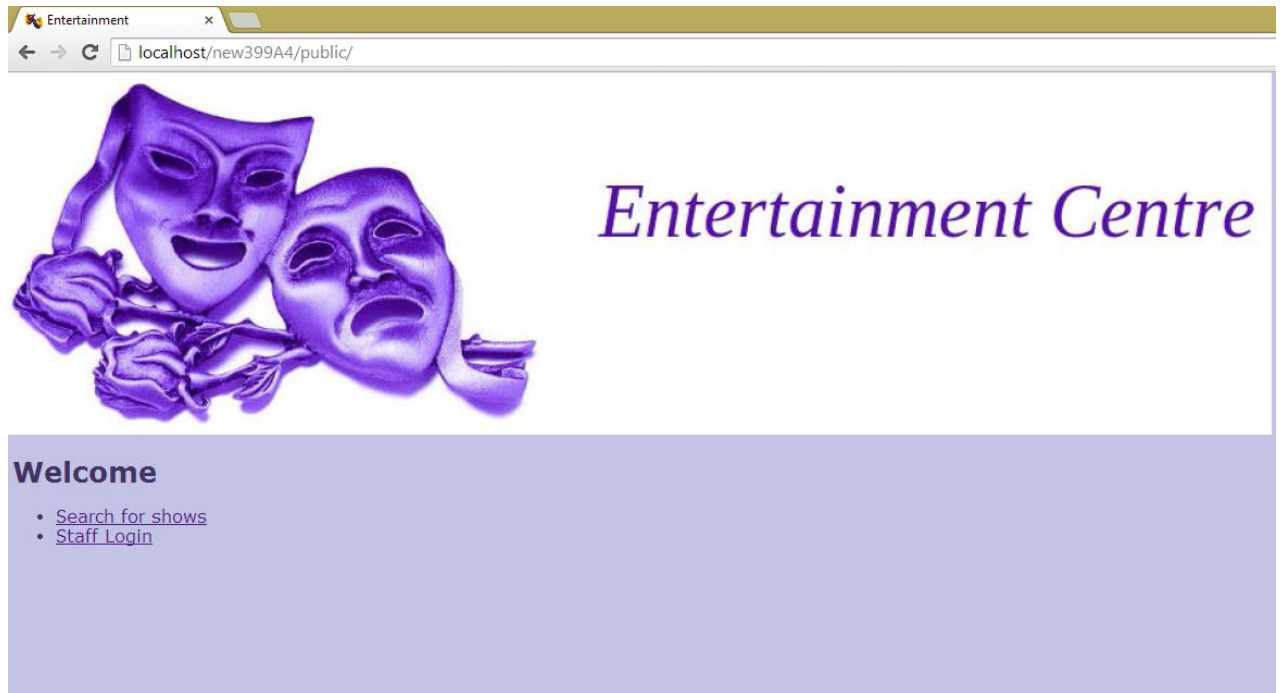 Entertainment
localhost/new399A4/public/
Entertainment Centre
Welcome
Search for shows
Staff Login